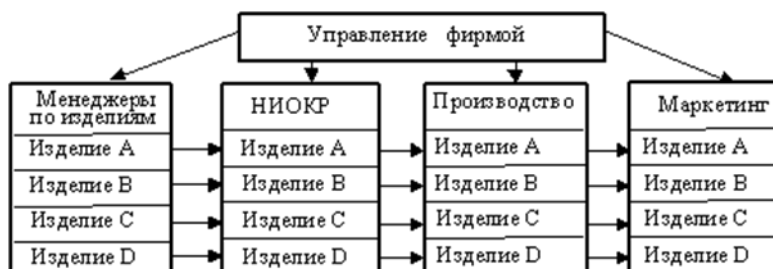 Управление фирмой
Менеджеры
по изделиям
НИОКР
Производство
Маркетинг
Изделие A
Изделие A
Изделие A
Изделие A
Изделие B
Изделие B
Изделие B
Изделие B
Изделие C
Изделие C
Изделие C
Изделие C
Изделие D
Изделие D
Изделие D
Изделие D